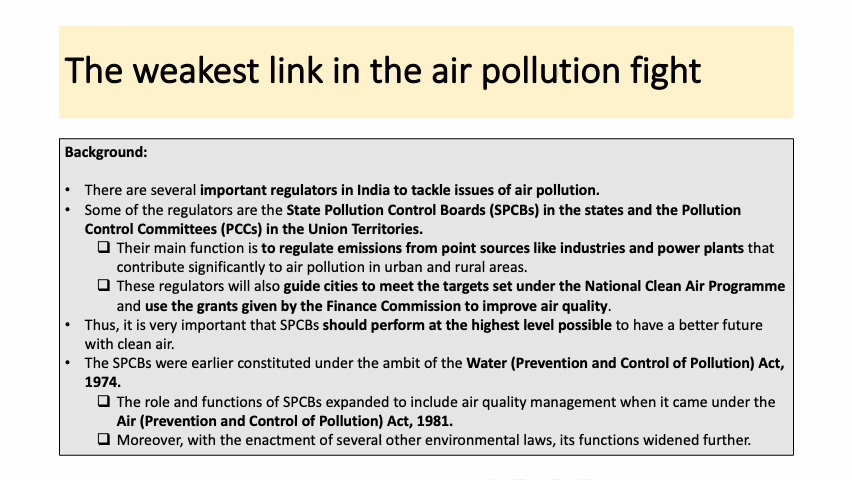 The weakest link in the air pollution fight
Background:
• There are several important regulators in India to tackle issues of air pollution.
• Some of the regulators are the State Pollution Control Boards (SPCBs) in the states and the Pollution
Control Committees (PCCs) in the Union Territories.
❑ Their main function is to regulate emissions from point sources like industries and power plants that
contribute significantly to air pollution in urban and rural areas.
❑ These regulators will also guide cities to meet the targets set under the National Clean Air Programme
and use the grants given by the Finance Commission to improve air quality.
• Thus, it is very important that SPCBs should perform at the highest level possible to have a better future
with clean air.
• The SPCBs were earlier constituted under the ambit of the Water (Prevention and Control of Pollution) Act,
1974.
❑ The role and functions of SPCBs expanded to include air quality management when it came under the
Air (Prevention and Control of Pollution) Act, 1981.
❑ Moreover, with the enactment of several other environmental laws, its functions widened further.